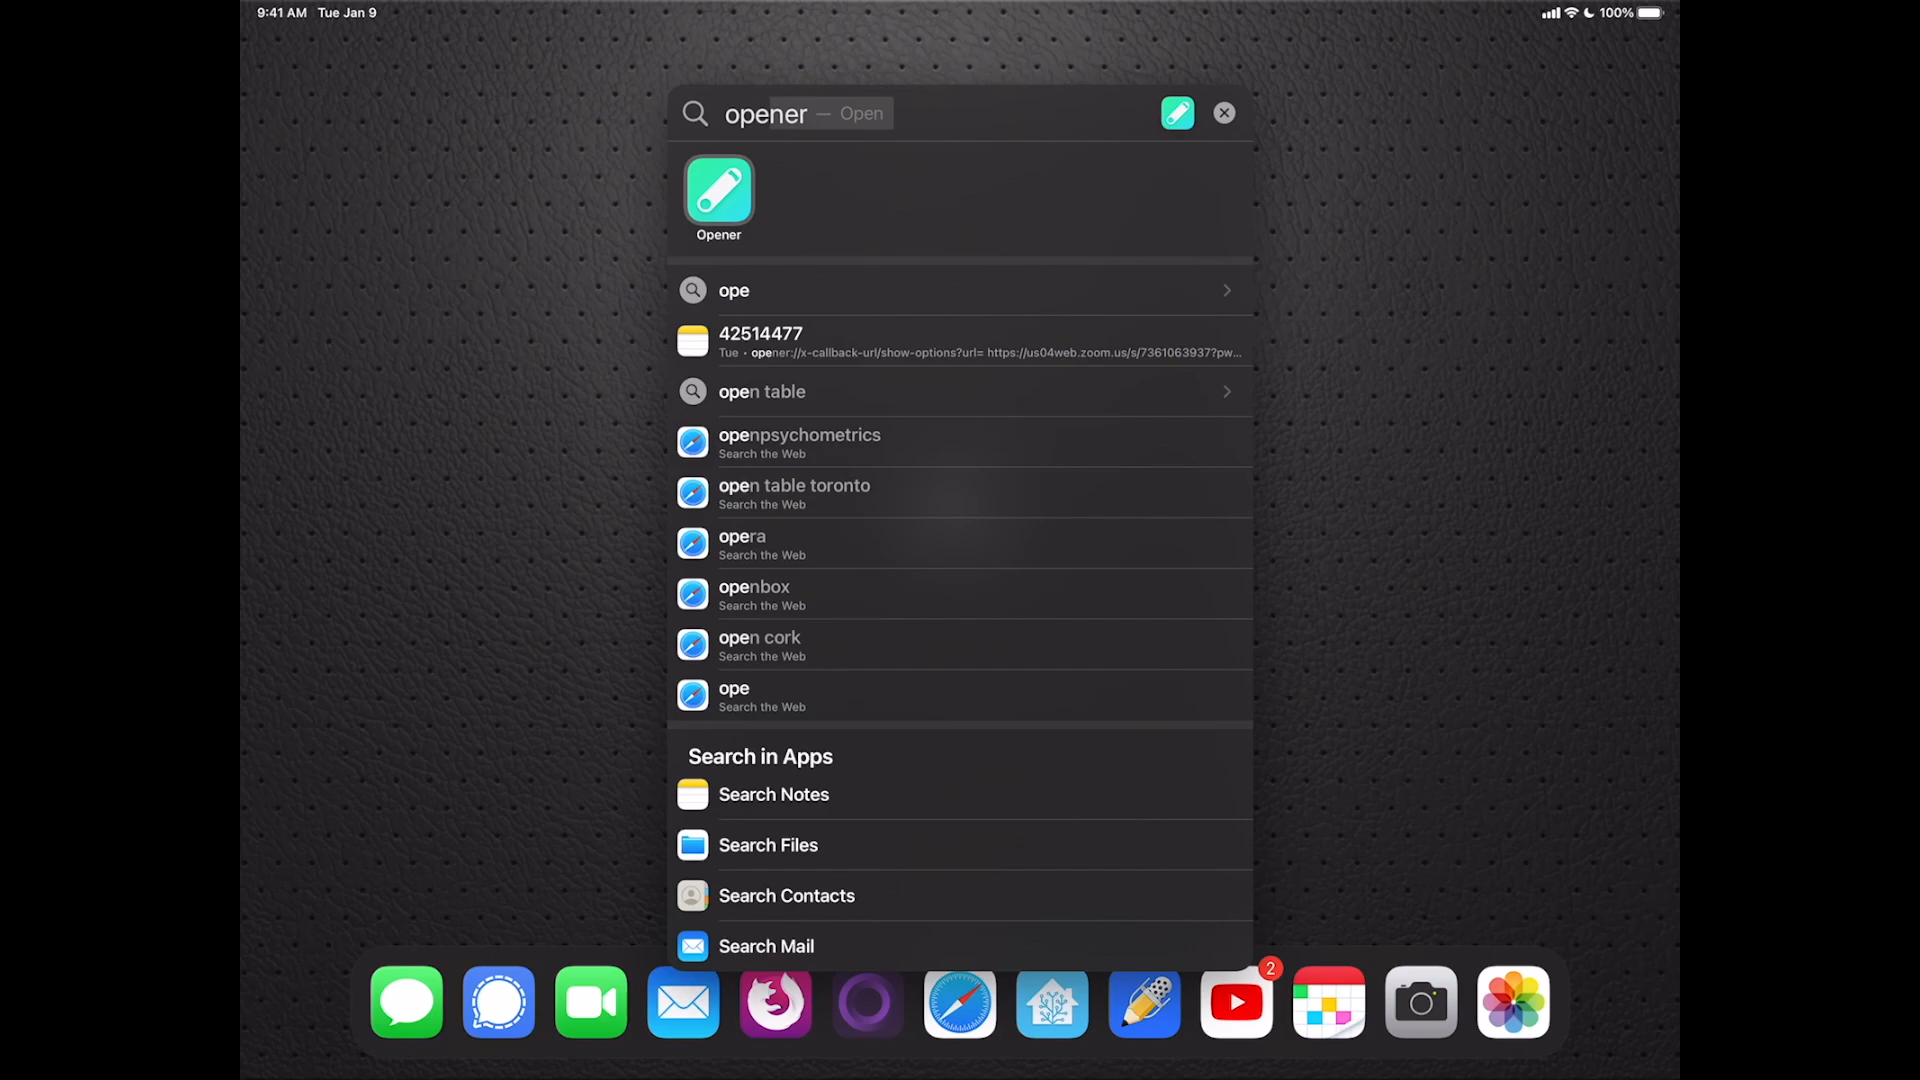 9:41 AM Tue Jan 9
100%
opener — Open
Opener
ope
42514477
Tue • opener://x-callback-url/show-options?url= https://us04web.zoom.us/s/7361063937?pw...
open table
openpsychometrics
Search the Web
open table toronto
Search the Web
opera
Search the Web
openbox
Search the Web
open cork
Search the Web
ope
Search the Web
Search in Apps
Search Notes
Search Files
Search Contacts
Search Mail
2